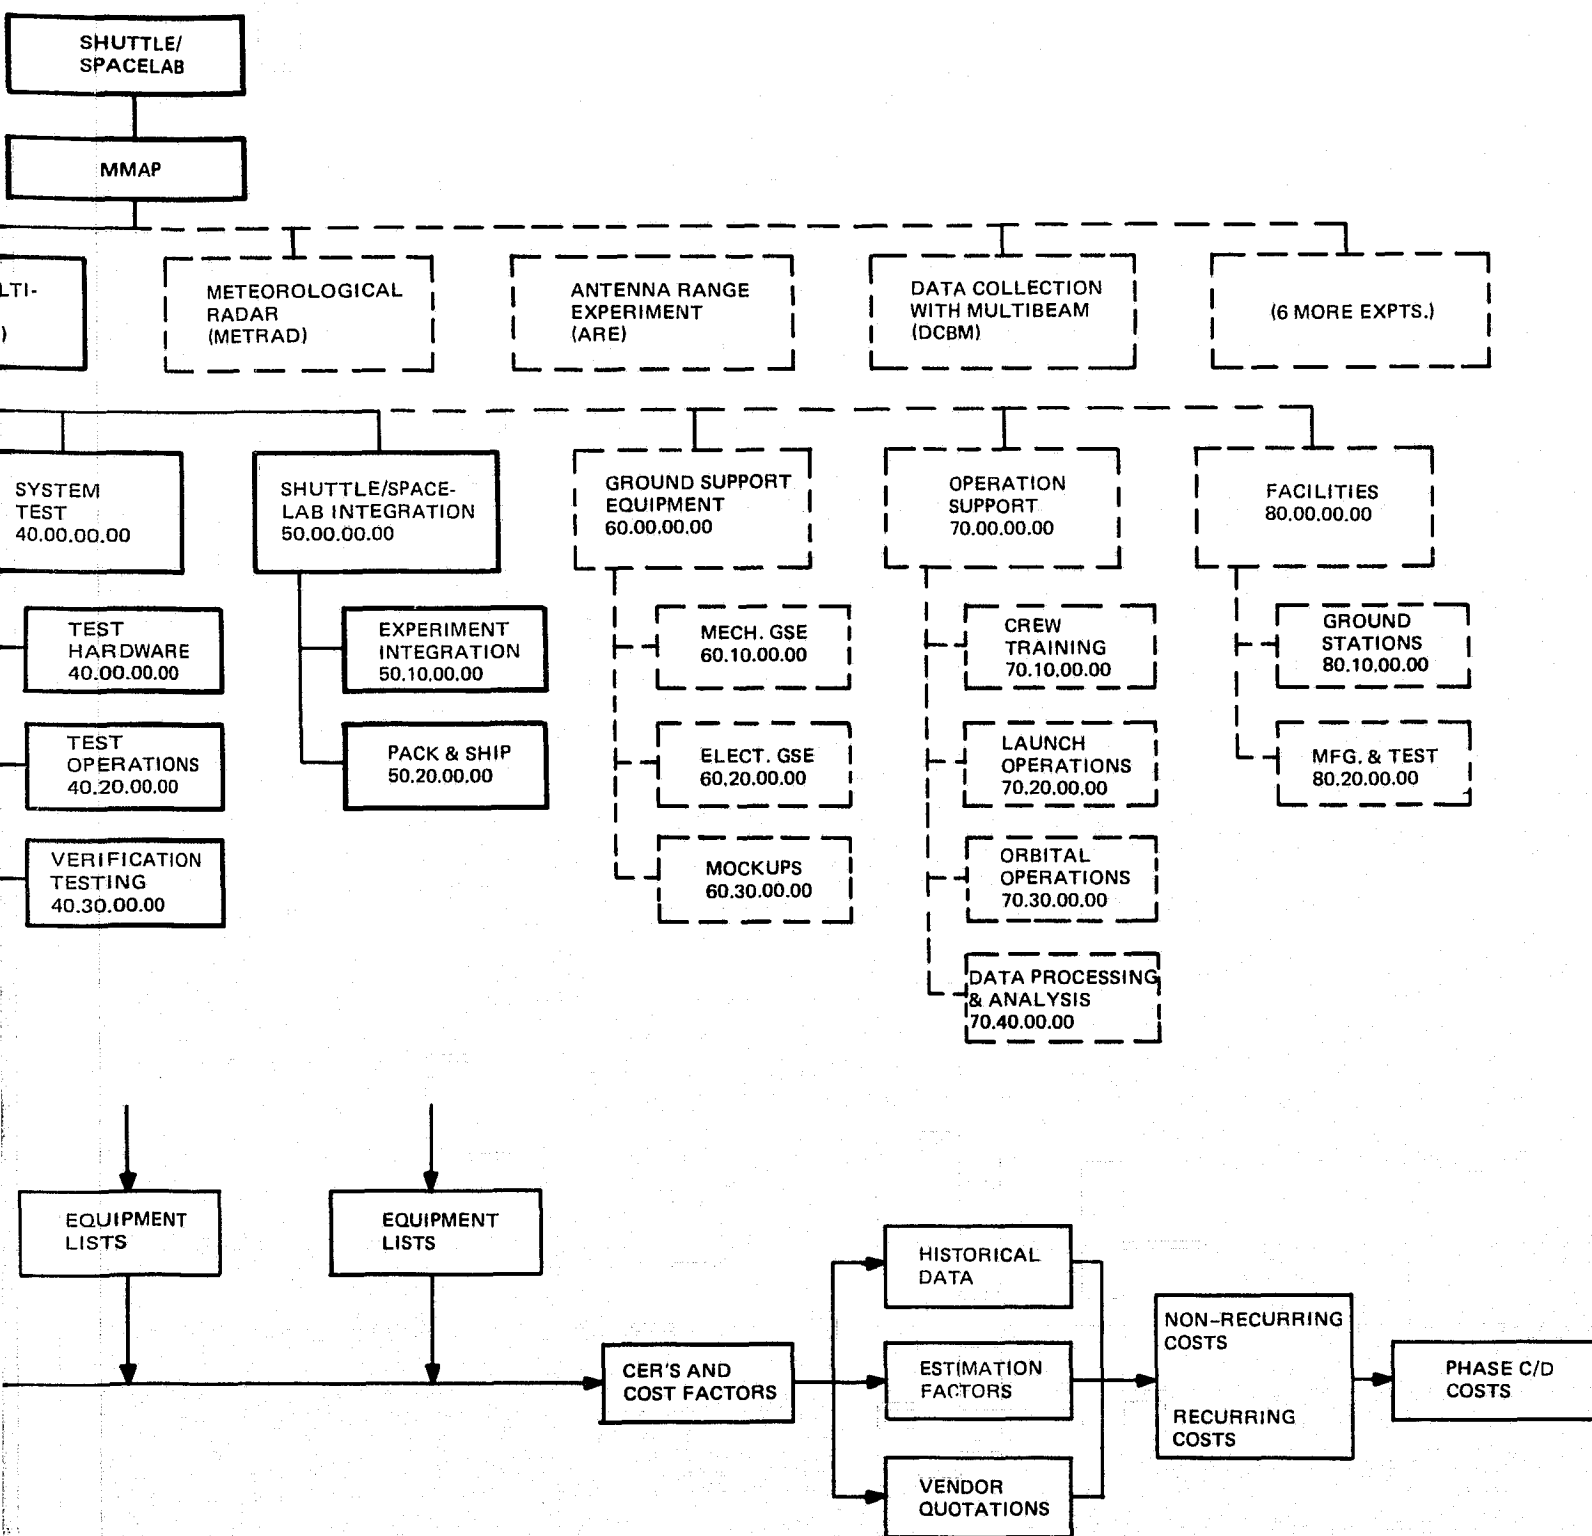 SHUTTLE/
SPACELAB
MMAP
LTI-
)
METEOROLOGICAL
RADAR
(METRAD)
ANTENNA RANGE
EXPERIMENT
(ARE)
DATA COLLECTION
WITH MULTIBEAM
(DCBM)
(6 MORE EXPTS.)
SYSTEM
TEST
40.00.00.00
SHUTTLE/SPACE-
LAB INTEGRATION
50.00.00.00
GROUND SUPPORT
EQUIPMENT
60.00.00.00
OPERATION
SUPPORT
70.00.00.00
FACILITIES
80.00.00.00
TEST
HARDWARE
40.00.00.00
TEST
OPERATIONS
40.20.00.00
VERIFICATION
TESTING
40.30.00.00
EXPERIMENT
INTEGRATION
50.10.00.00
PACK & SHIP
50.20.00.00
MECH. GSE
60.10.00.00
ELECT. GSE
60.20.00.00
MOCKUPS
60.30.00.00
CREW
TRAINING
70.10.00.00
LAUNCH
OPERATIONS
70.20.00.00
ORBITAL
OPERATIONS
70.30.00.00
DATA PROCESSING
& ANALYSIS
70.40.00.00
GROUND
STATIONS
80.10.00.00
MFG. & TEST
80.20.00.00
EQUIPMENT
LISTS
EQUIPMENT
LISTS
CER'S AND
COST FACTORS
HISTORICAL
DATA
ESTIMATION
FACTORS
VENDOR
QUOTATIONS
NON-RECURRING
COSTS
RECURRING
COSTS
PHASE C/D
COSTS